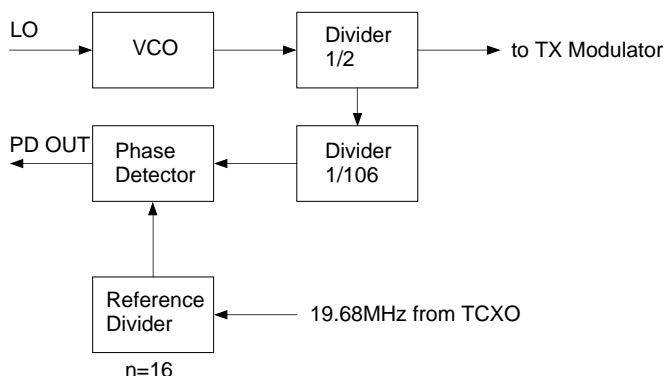 LO
VCO
Divider
1/2
to TX Modulator
PD OUT
Phase
Detector
Divider
1/106
Reference
Divider
19.68MHz from TCXO
n=16